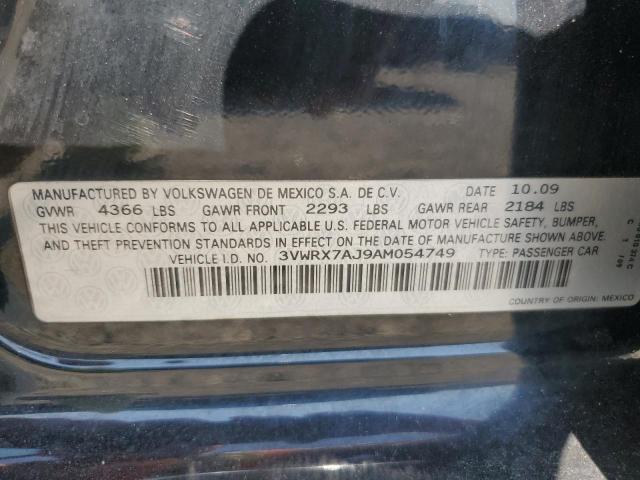 MANUFACTURED BY VOLKSWAGEN DE MEXICO S.A. DE C.V. DATE 10.09
GVWR 4366 LBS GAWR FRONT 2293 LBS GAWR REAR 2184 LBS
THIS VEHICLE CONFORMS TO ALL APPLICABLE U.S. FEDERAL MOTOR VEHICLE SAFETY, BUMPER,
AND THEFT PREVENTION STANDARDS IN EFFECT ON THE DATE OF MANUFACTURE SHOWN ABOVE.
VEHICLE I.D. NO. 3VWRX7AJ9AM054749 TYPE: PASSENGER CAR
COUNTRY OF ORIGIN: MEXICO